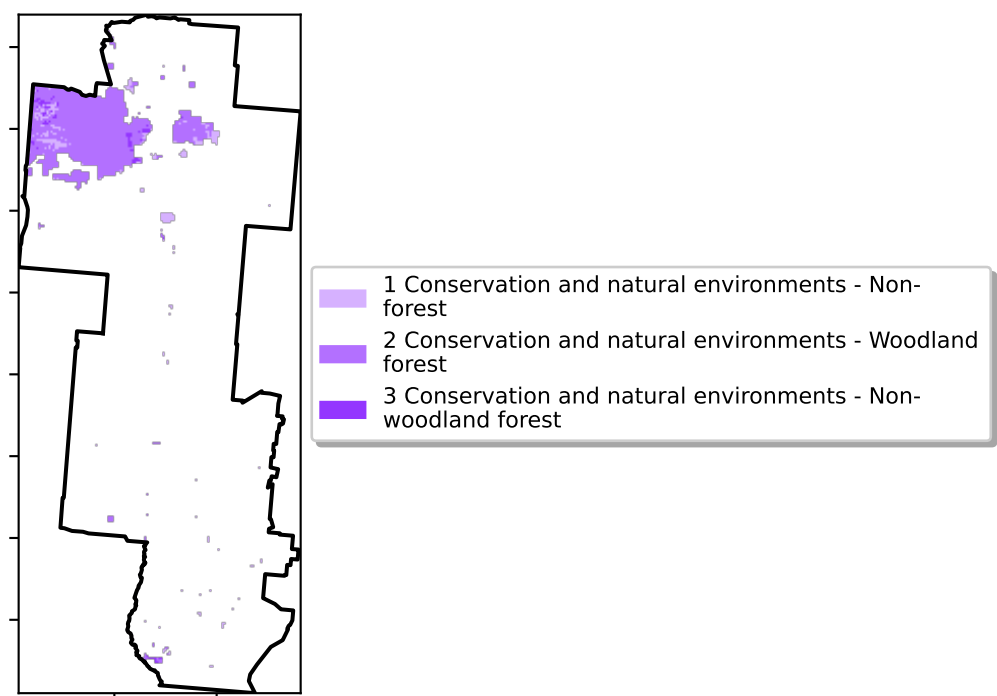 1 Conservation and natural environments - Non-
forest
2 Conservation and natural environments - Woodland
forest
3 Conservation and natural environments - Non-
woodland forest